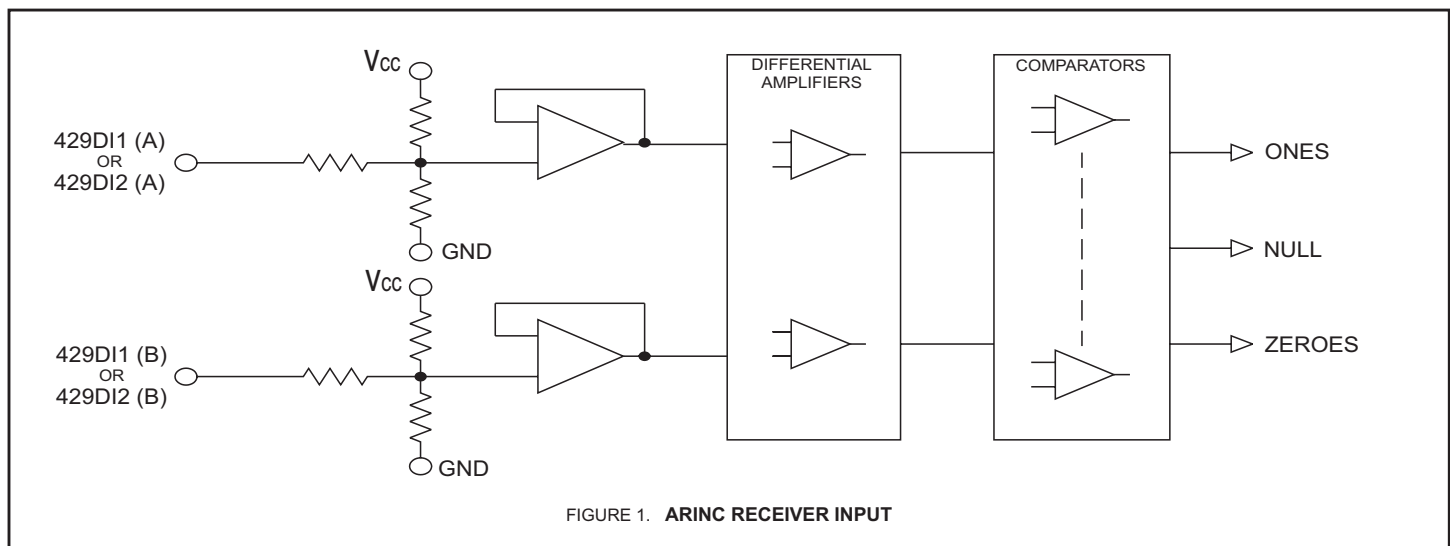 VCC
429DI1 (A)
OR
429DI2 (A)
GND
VCC
429DI1 (B)
OR
429DI2 (B)
GND
DIFFERENTIAL
AMPLIFIERS
COMPARATORS
ONES
NULL
ZEROES
FIGURE 1. ARINC RECEIVER INPUT